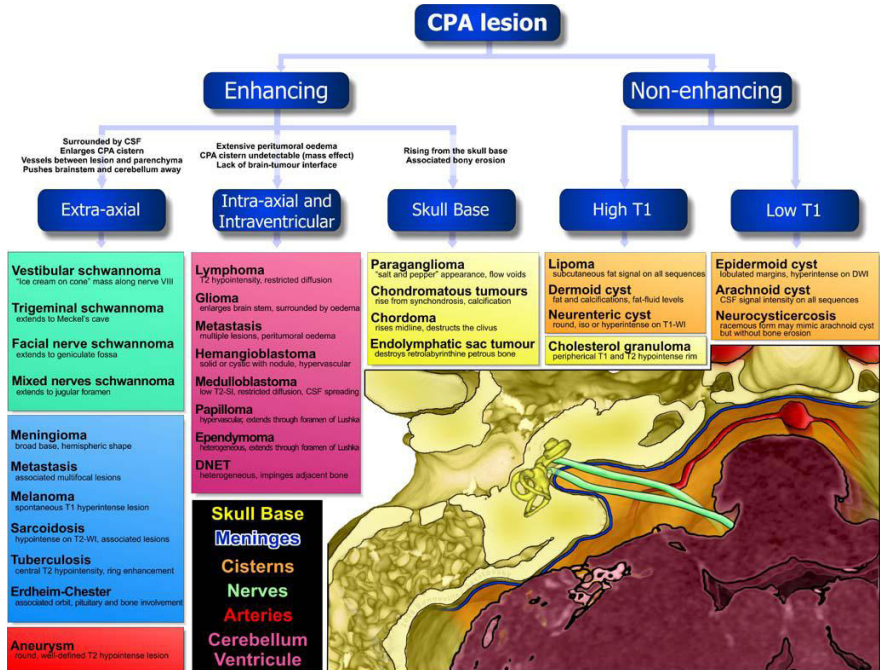 CPA lesion
Enhancing
Non-enhancing
Surrounded by CSF
Enlarges CPA cistern
Vessels between lesion and parenchyma
Pushes brainstem and cerebellum away
Extensive peritumoral oedema
CPA cistern undetectable (mass effect)
Lack of brain-tumour interface
Rising from the skull base
Associated bony erosion
Extra-axial
Intra-axial and
Intraventricular
Skull Base
High T1
Low T1
Vestibular schwannoma
"Ice cream on cone" mass along nerve VIII
Trigeminal schwannoma
extends to Meckel's cave
Facial nerve schwannoma
extends to geniculate fossa
Mixed nerves schwannoma
extends to jugular foramen
Meningioma
broad base, hemispheric shape
Metastasis
associated multifocal lesions
Melanoma
spontaneous T1 hyperintense lesion
Sarcoidosis
hypointense on T2-WI, associated lesions
Tuberculosis
central T2 hypointensity, ring enhancement
Erdheim-Chester
associated orbit, pituitary and bone involvement
Aneurysm
round, well-defined T2 hypointense lesion
Lymphoma
T2 hypointensity, restricted diffusion
Glioma
enlarges brain stem, surrounded by oedema
Metastasis
multiple lesions, peritumoral oedema
Hemangioblastoma
solid or cystic with nodule, hypervascular
Medulloblastoma
low T2-SI, restricted diffusion, CSF spreading
Papilloma
hypervascular, extends through foramen of Lushka
Ependymoma
heterogeneous, extends through foramen of Lushka
DNET
heterogeneous, impinges adjacent bone
Skull Base
Meninges
Cisterns
Nerves
Arteries
Cerebellum
Ventricule
Paraganglioma
"salt and pepper" appearance, flow voids
Chondromatous tumours
rise from synchondrosis, calcification
Chordoma
rises midline, destructs the clivus
Endolymphatic sac tumour
destroys retrolabyrinthine petrous bone
Lipoma
subcutaneous fat signal on all sequences
Dermoid cyst
fat and calcifications, fat-fluid levels
Neurenteric cyst
round, iso or hyperintense on T1-WI
Cholesterol granuloma
peripherical T1 and T2 hypointense rim
Epidermoid cyst
lobulated margins, hyperintense on DWI
Arachnoid cyst
CSF signal intensity on all sequences
Neurocysticercosis
racemous form may mimic arachnoid cyst
but without bone erosion